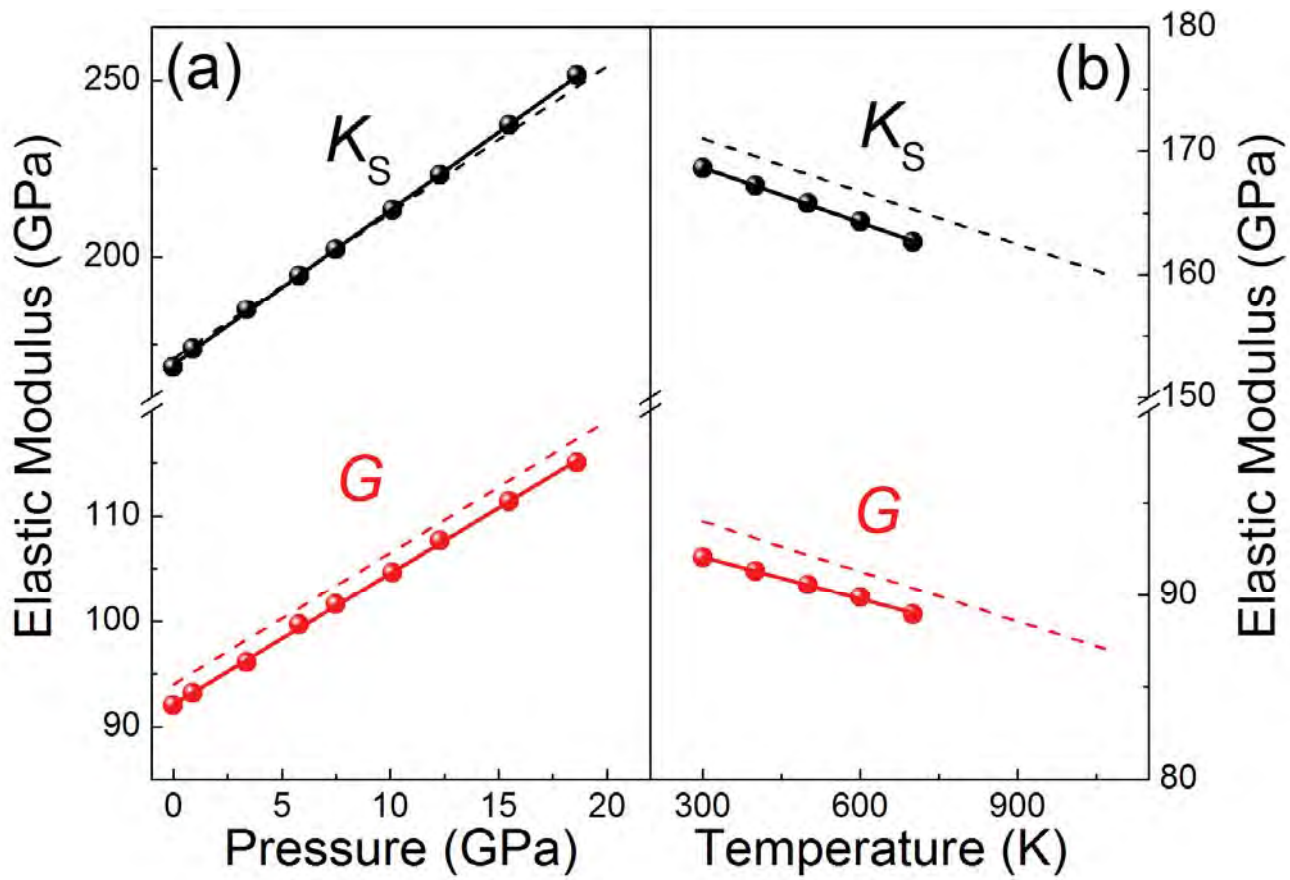 (a)
(b)
K_S
K_S
G
G
250
200
110
100
90
180
170
160
150
90
80
0 5 10 15 20
300 600 900
Pressure (GPa)
Temperature (K)
Elastic Modulus (GPa)
Elastic Modulus (GPa)